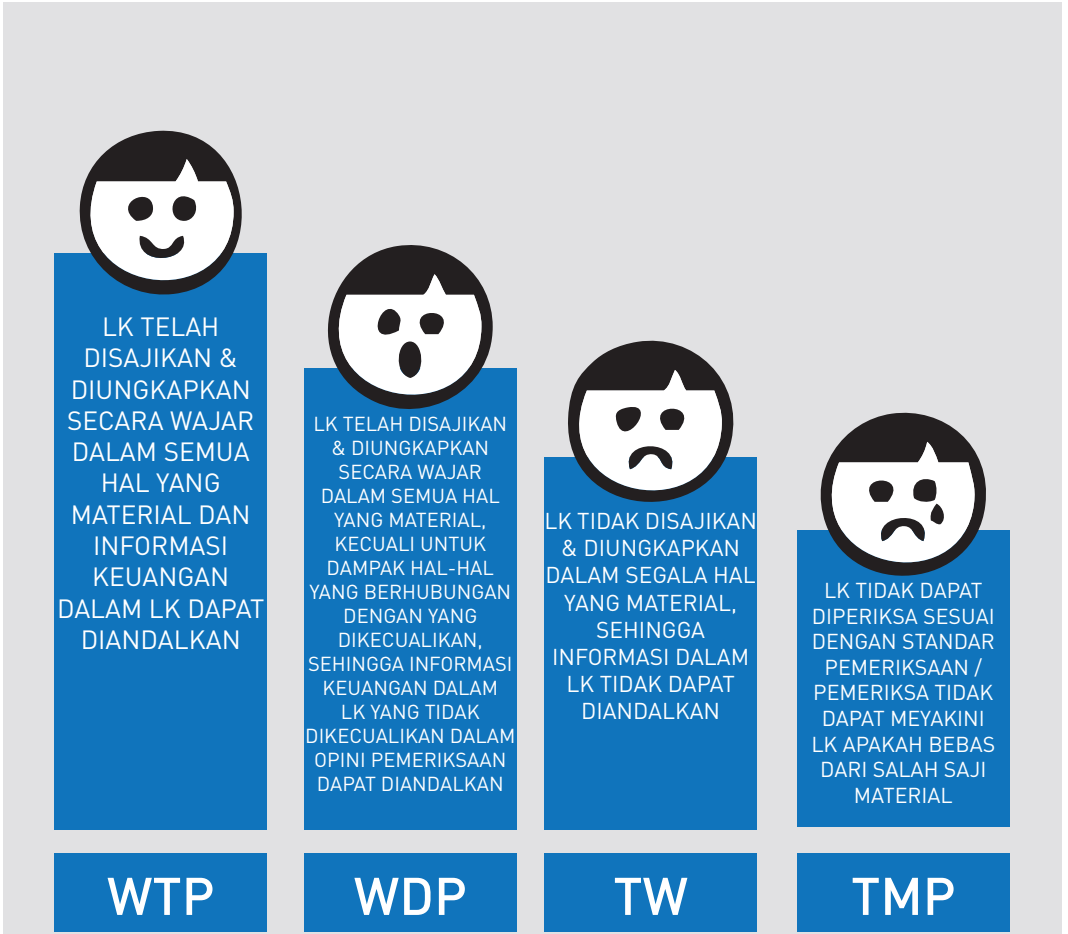 LK TELAH
DISAJIKAN &
DIUNGKAPKAN
SECARA WAJAR
DALAM SEMUA
HAL YANG
MATERIAL DAN
INFORMASI
KEUANGAN
DALAM LK DAPAT
DIANDALKAN
LK TELAH DISAJIKAN
& DIUNGKAPKAN
SECARA WAJAR
DALAM SEMUA HAL
YANG MATERIAL,
KECUALI UNTUK
DAMPAK HAL-HAL
YANG BERHUBUNGAN
DENGAN YANG
DIKECUALIKAN,
SEHINGGA INFORMASI
KEUANGAN DALAM
LK YANG TIDAK
DIKECUALIKAN DALAM
OPINI PEMERIKSAAN
DAPAT DIANDALKAN
LK TIDAK DISAJIKAN
& DIUNGKAPKAN
DALAM SEGALA HAL
YANG MATERIAL,
SEHINGGA
INFORMASI DALAM
LK TIDAK DAPAT
DIANDALKAN
LK TIDAK DAPAT
DIPERIKSA SESUAI
DENGAN STANDAR
PEMERIKSAAN /
PEMERIKSA TIDAK
DAPAT MEYAKINI
LK APAKAH BEBAS
DARI SALAH SAJI
MATERIAL
WTP
WDP
TW
TMP